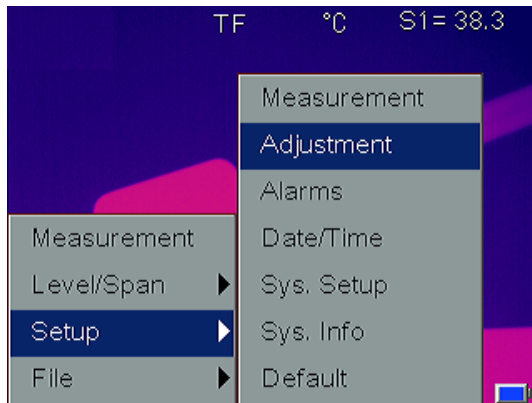 TF °C S1= 38.3
Measurement
Adjustment
Alarms
Date/Time
Sys. Setup
Sys. Info
Default
Measurement
Level/Span
Setup
File